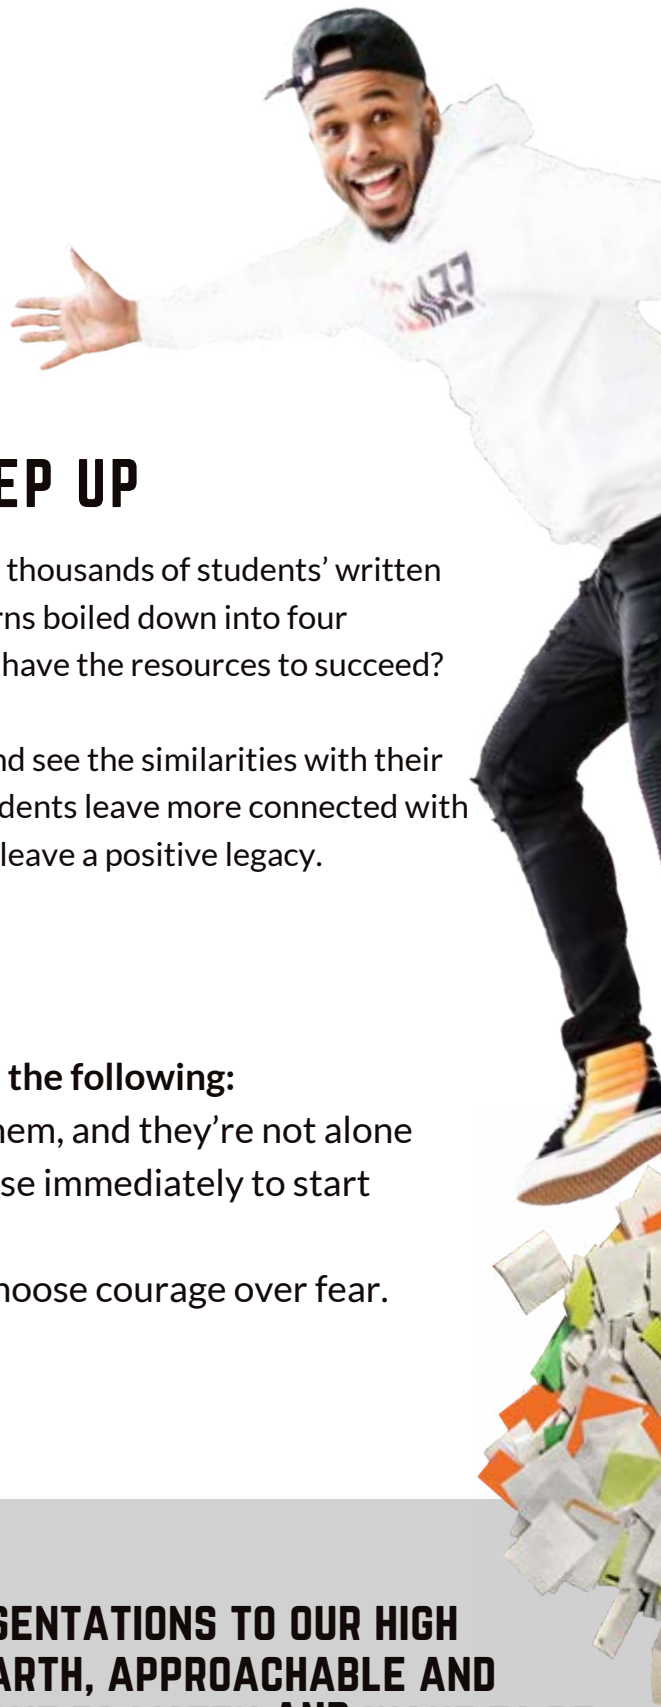 EP UP
thousands of students’ written
rns boiled down into four
have the resources to succeed?
nd see the similarities with their
dents leave more connected with
leave a positive legacy.
the following:
hem, and they’re not alone
se immediately to start
hoose courage over fear.
SENTATIONS TO OUR HIGH
ARTH, APPROACHABLE AND
AND